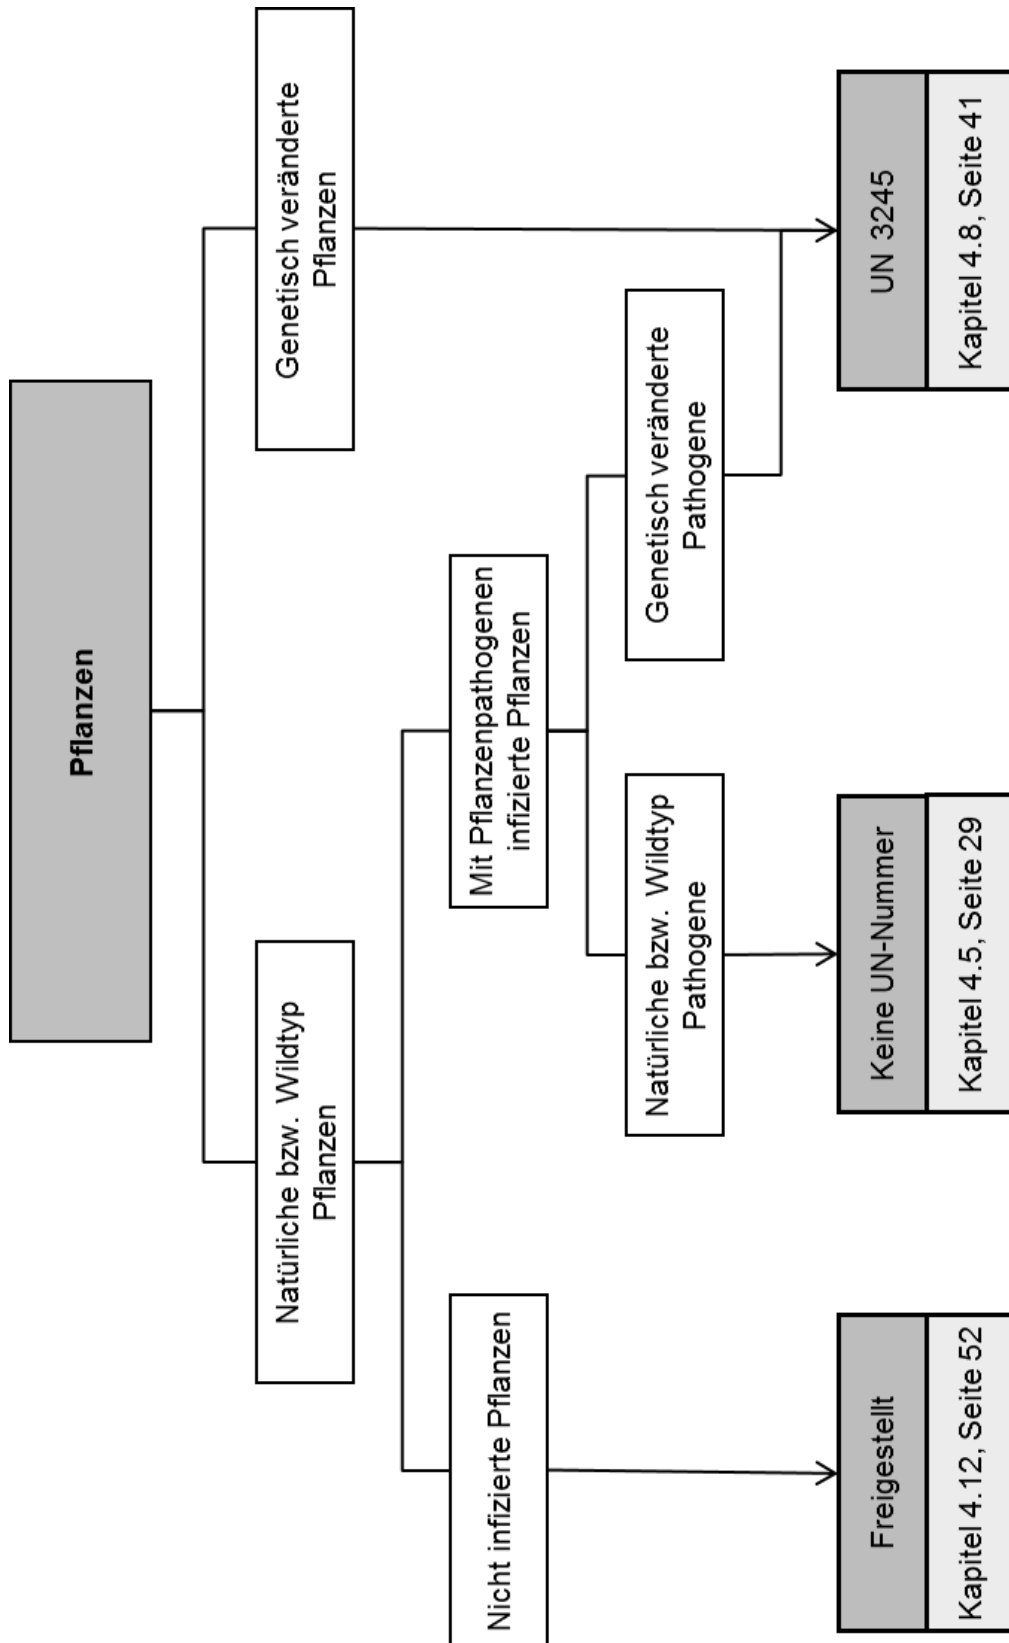 Pflanzen
Natürliche bzw. Wildtyp
Pflanzen
Genetisch veränderte
Pflanzen
Nicht infizierte Pflanzen
Mit Pflanzenpathogenen
infizierte Pflanzen
Natürliche bzw. Wildtyp
Pathogene
Genetisch veränderte
Pathogene
Freigestellt
Kapitel 4.12, Seite 52
Keine UN-Nummer
Kapitel 4.5, Seite 29
UN 3245
Kapitel 4.8, Seite 41